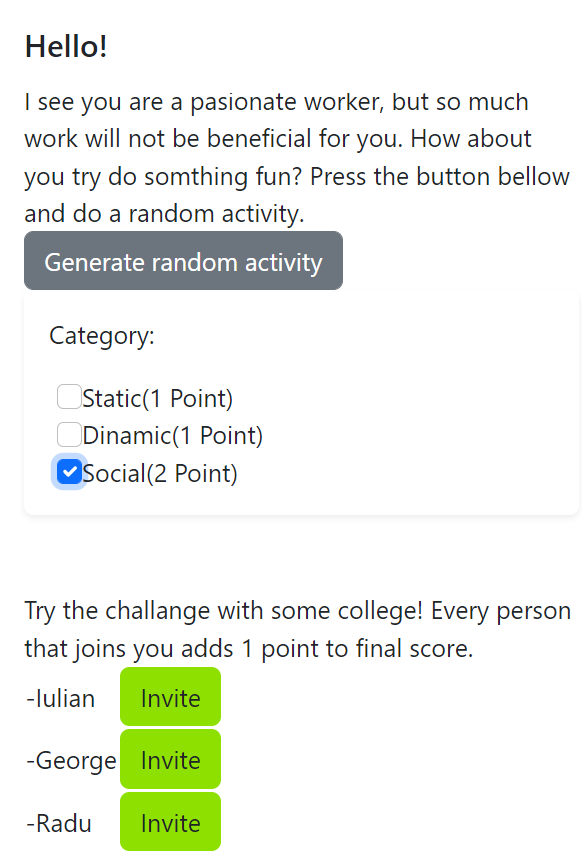 Hello!
I see you are a pasionate worker, but so much
work will not be beneficial for you. How about
you try do somthing fun? Press the button bellow
and do a random activity.
Generate random activity
Category:
Static(1 Point)
Dinamic(1 Point)
Social(2 Point)
Try the challange with some college! Every person
that joins you adds 1 point to final score.
-Iulian Invite
-George Invite
-Radu Invite